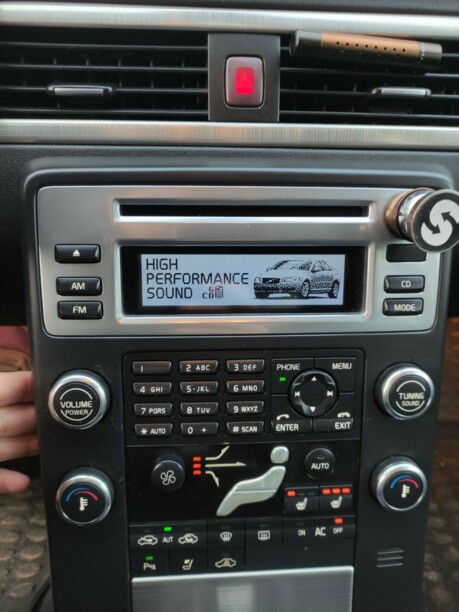 HIGH
PERFORMANCE
SOUND
CD
AM
FM
CD
MODE
1
2 ABC
3 DEF
4 GHI
5 JKL
6 MNO
7 PQRS
8 TUV
9 WXYZ
* AUTO
0 +
# SCAN
PHONE
MENU
ENTER
EXIT
VOLUME
POWER
TUNING
SOUND
AUTO
AUT
ON
AC
OFF